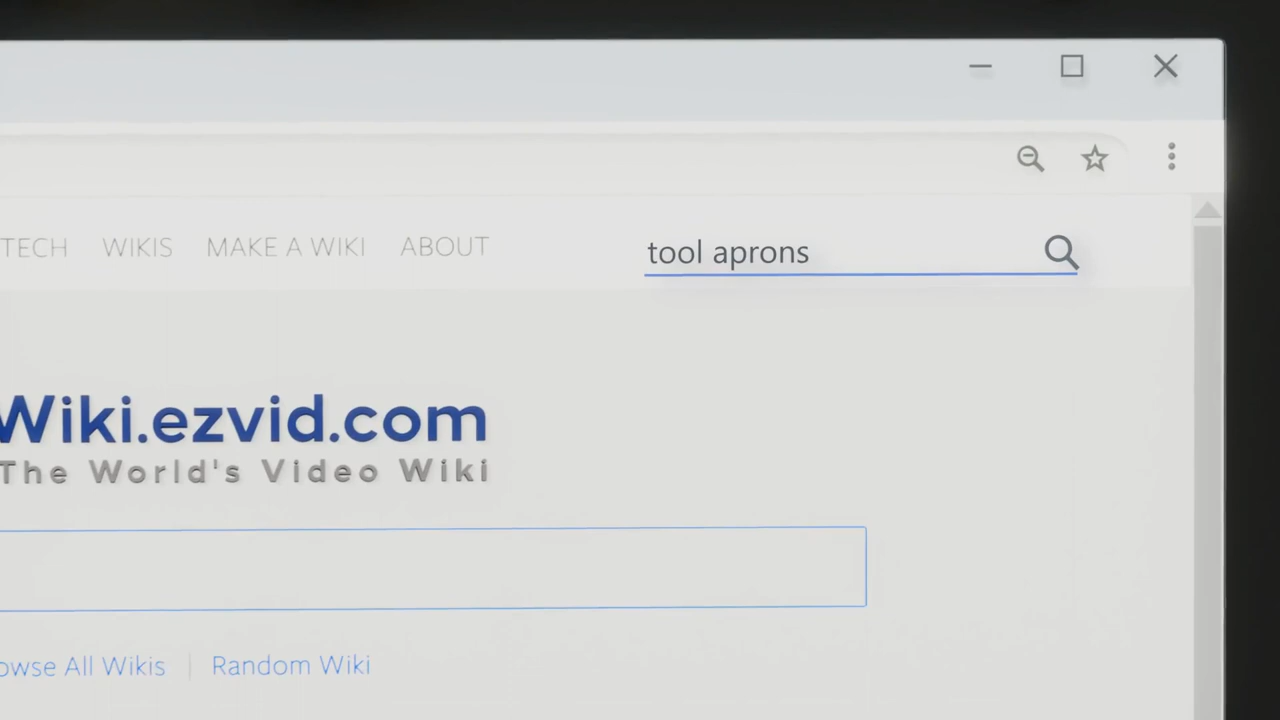 TECH WIKIS MAKE A WIKI ABOUT
tool aprons
Wiki.ezvid.com
The World's Video Wiki
owse All Wikis | Random Wiki